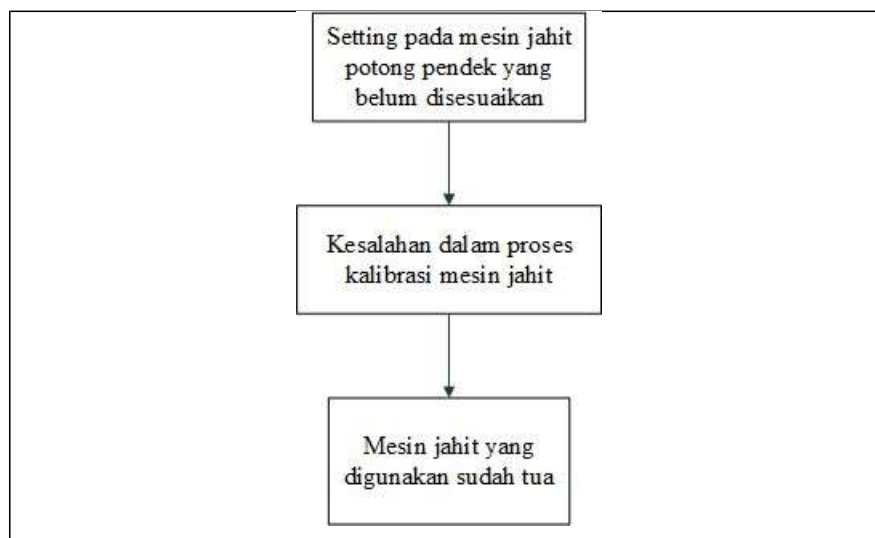 Setting pada mesin jahit
potong pendek yang
belum disesuaikan
Kesalahan dalam proses
kalibrasi mesin jahit
Mesin jahit yang
digunakan sudah tua